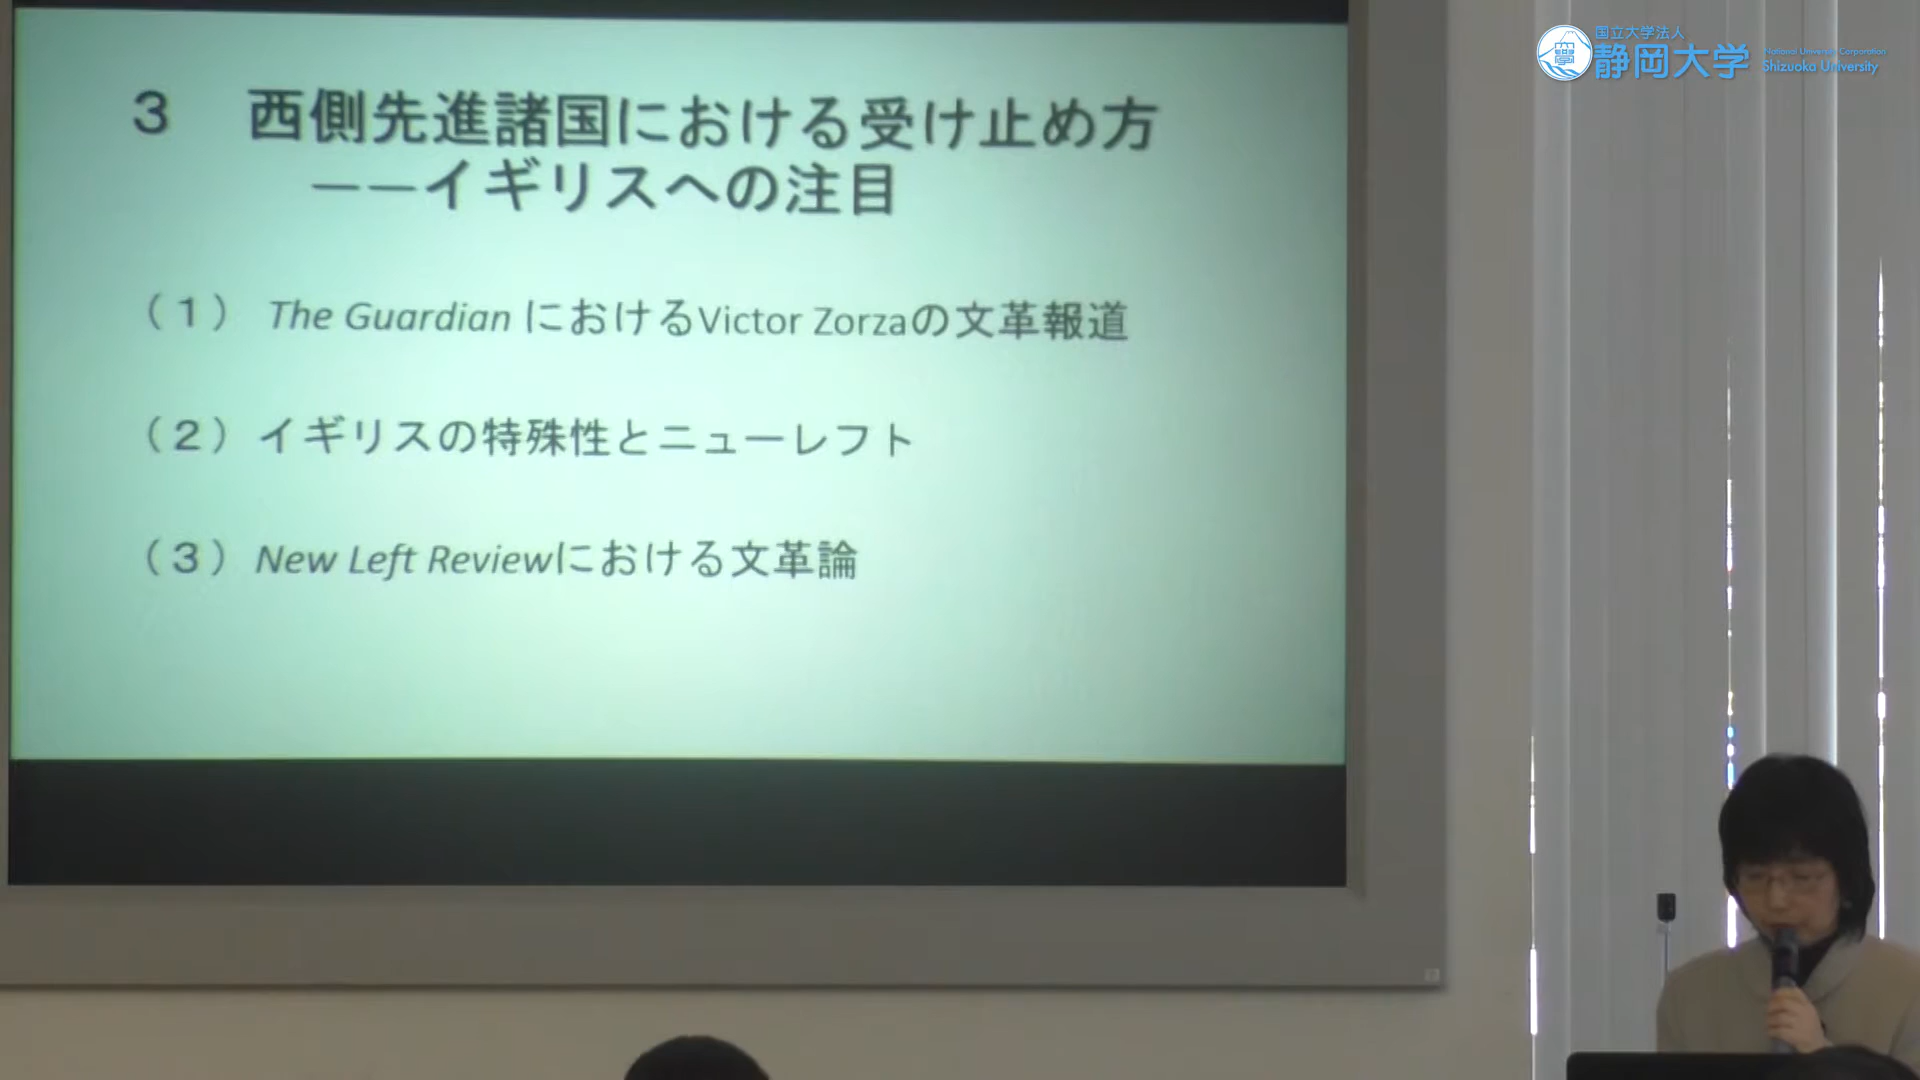 ３　西側先進諸国における受け止め方
――イギリスへの注目
（１） The Guardian におけるVictor Zorzaの文革報道
（２）イギリスの特殊性とニューレフト
（３）New Left Reviewにおける文革論
国立大学法人
静岡大学
National University Corporation
Shizuoka University